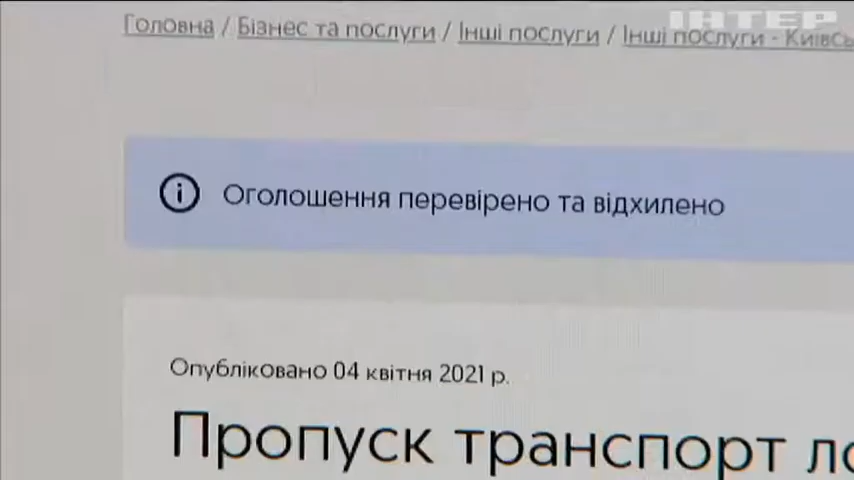 ІНТЕР
Головна / Бізнес та послуги / Інші послуги / Інші послуги - Київсь
Оголошення перевірено та відхилено
Опубліковано 04 квітня 2021 р.
Пропуск транспорт ло